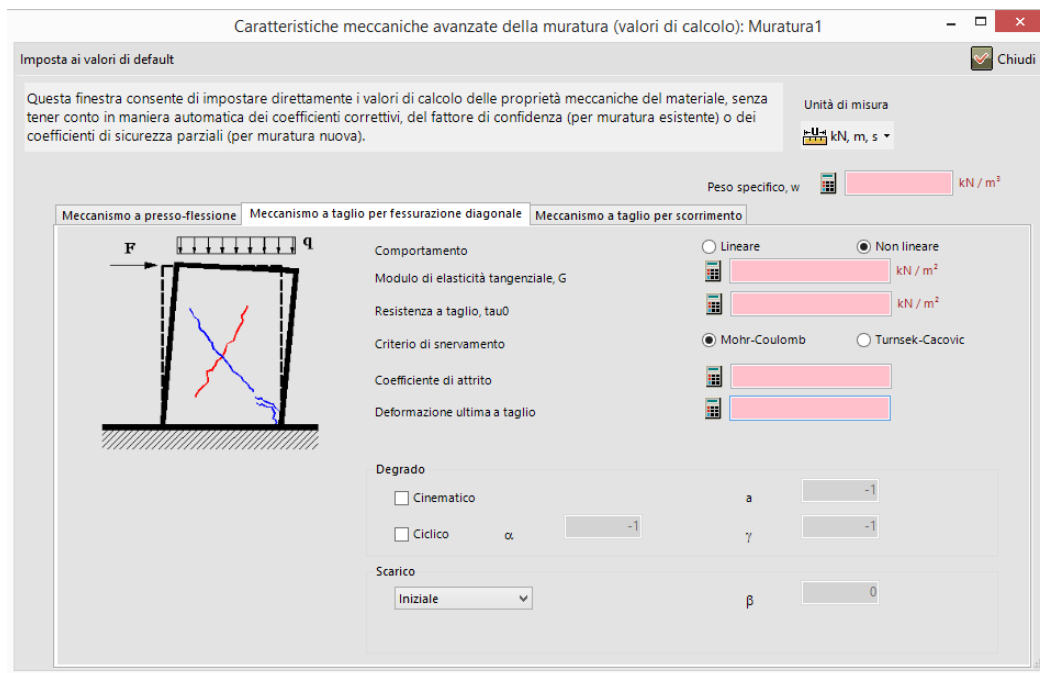 Caratteristiche meccaniche avanzate della muratura (valori di calcolo): Muratura1
Imposta ai valori di default
Chiudi
Questa finestra consente di impostare direttamente i valori di calcolo delle proprietà meccaniche del materiale, senza
tener conto in maniera automatica dei coefficienti correttivi, del fattore di confidenza (per muratura esistente) o dei
coefficienti di sicurezza parziali (per muratura nuova).
Unità di misura
kN, m, s
Peso specifico, w kN / m³
Meccanismo a presso-flessione Meccanismo a taglio per fessurazione diagonale Meccanismo a taglio per scorrimento
F q
Comportamento Lineare Non lineare
Modulo di elasticità tangenziale, G kN / m²
Resistenza a taglio, tau0 kN / m²
Criterio di snervamento Mohr-Coulomb Turnsek-Cacovic
Coefficiente di attrito
Deformazione ultima a taglio
Degrado
Cinematico a -1
Ciclico α -1 γ -1
Scarico
Iniziale β 0